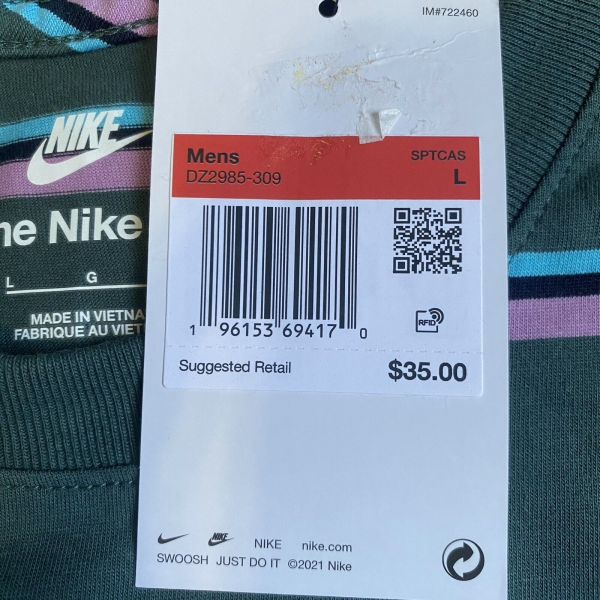 IM#722460
NIKE
Mens
SPTCAS
DZ2985-309
L
ne Nike
L G
MADE IN VIETNA
FABRIQUE AU VIET
1 96153 69417 0
RFID
Suggested Retail
$35.00
NIKE NIKE nike.com
SWOOSH JUST DO IT ©2021 Nike